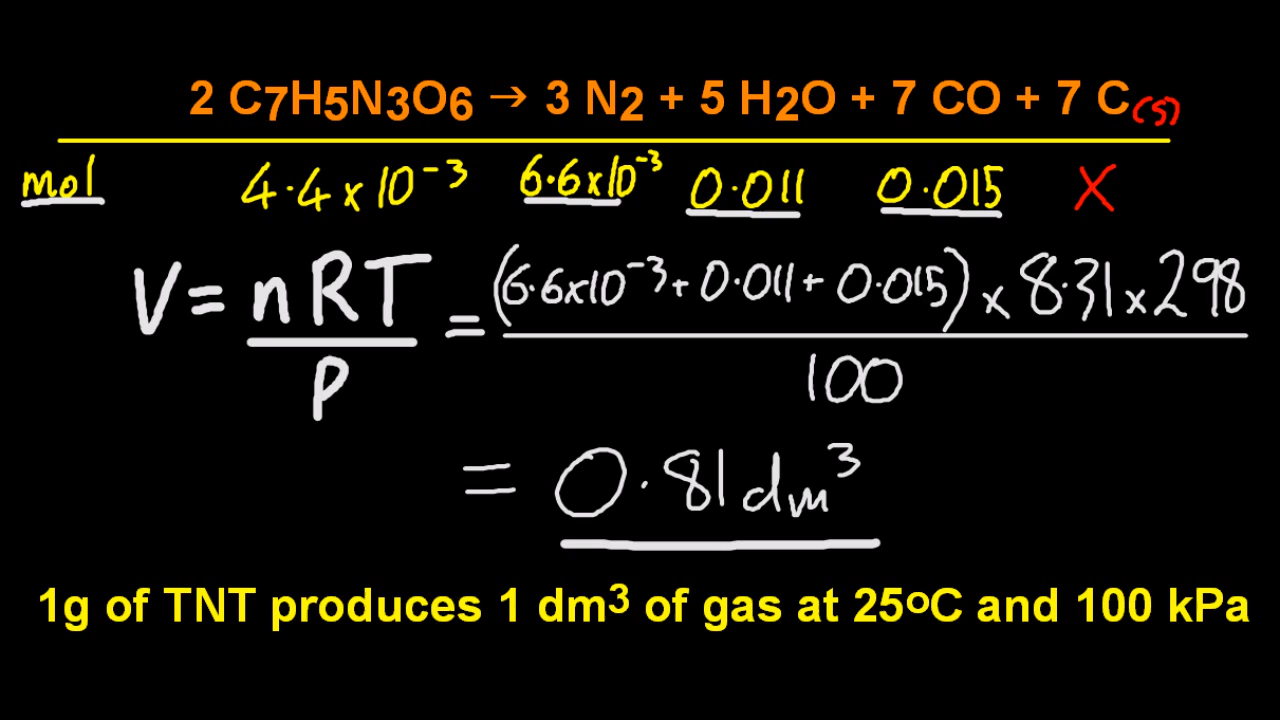 2 C7H5N3O6 → 3 N2 + 5 H2O + 7 CO + 7 C(s)
mol 4.4 x 10⁻³ 6.6x10⁻³ 0.011 0.015 X
V = nRT/P = (6.6x10⁻³ + 0.011 + 0.015) x 8.31 x 298 / 100
= 0.81 dm³
1g of TNT produces 1 dm3 of gas at 25oC and 100 kPa